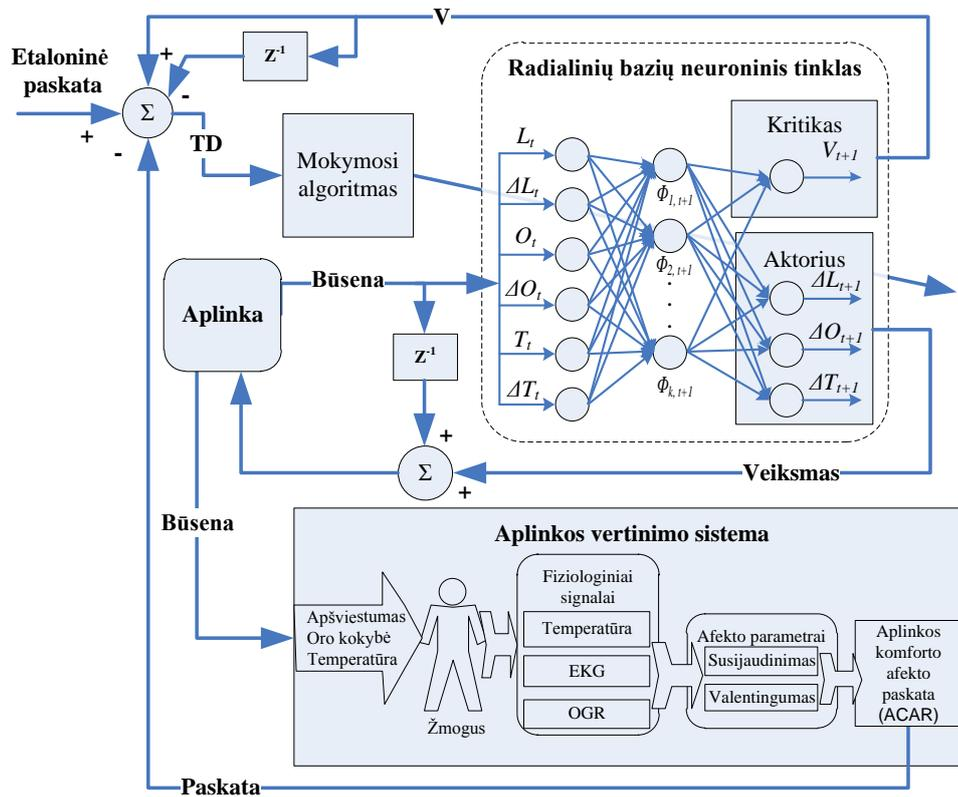 V
Etaloninė
paskata
+
Z-1
-
Σ
+
-
TD
Mokymosi
algoritmas
Radialinių bazių neuroninis tinklas
Lt
ΔLt
Ot
ΔOt
Tt
ΔTt
Φ1, t+1
Φ2, t+1
.
.
.
Φk, t+1
Kritikas
Vt+1
Aktorius
ΔLt+1
ΔOt+1
ΔTt+1
Aplinka
Būsena
Z-1
+
Σ
+
Veiksmas
Būsena
Aplinkos vertinimo sistema
Apšviestumas
Oro kokybė
Temperatūra
Žmogus
Fiziologiniai
signalai
Temperatūra
EKG
OGR
Afekto parametrai
Susijaudinimas
Valentingumas
Aplinkos
komforto
afekto
paskata
(ACAR)
Paskata